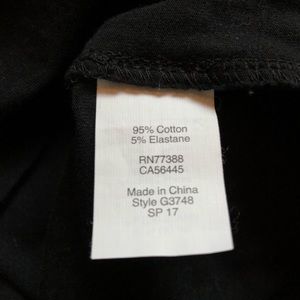 95% Cotton
5% Elastane
RN77388
CA56445
Made in China
Style G3748
SP 17